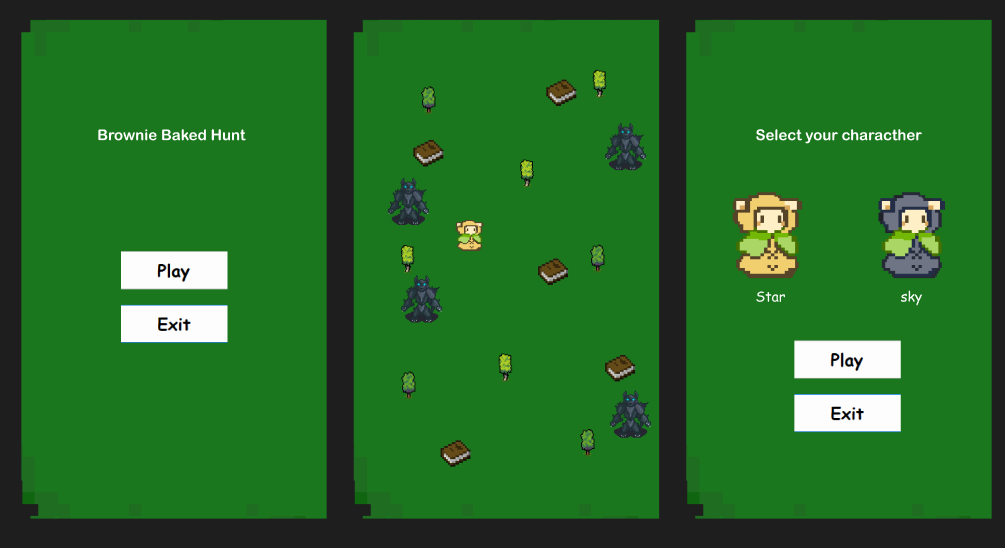 Brownie Baked Hunt
Play
Exit
Select your characther
Star
sky
Play
Exit